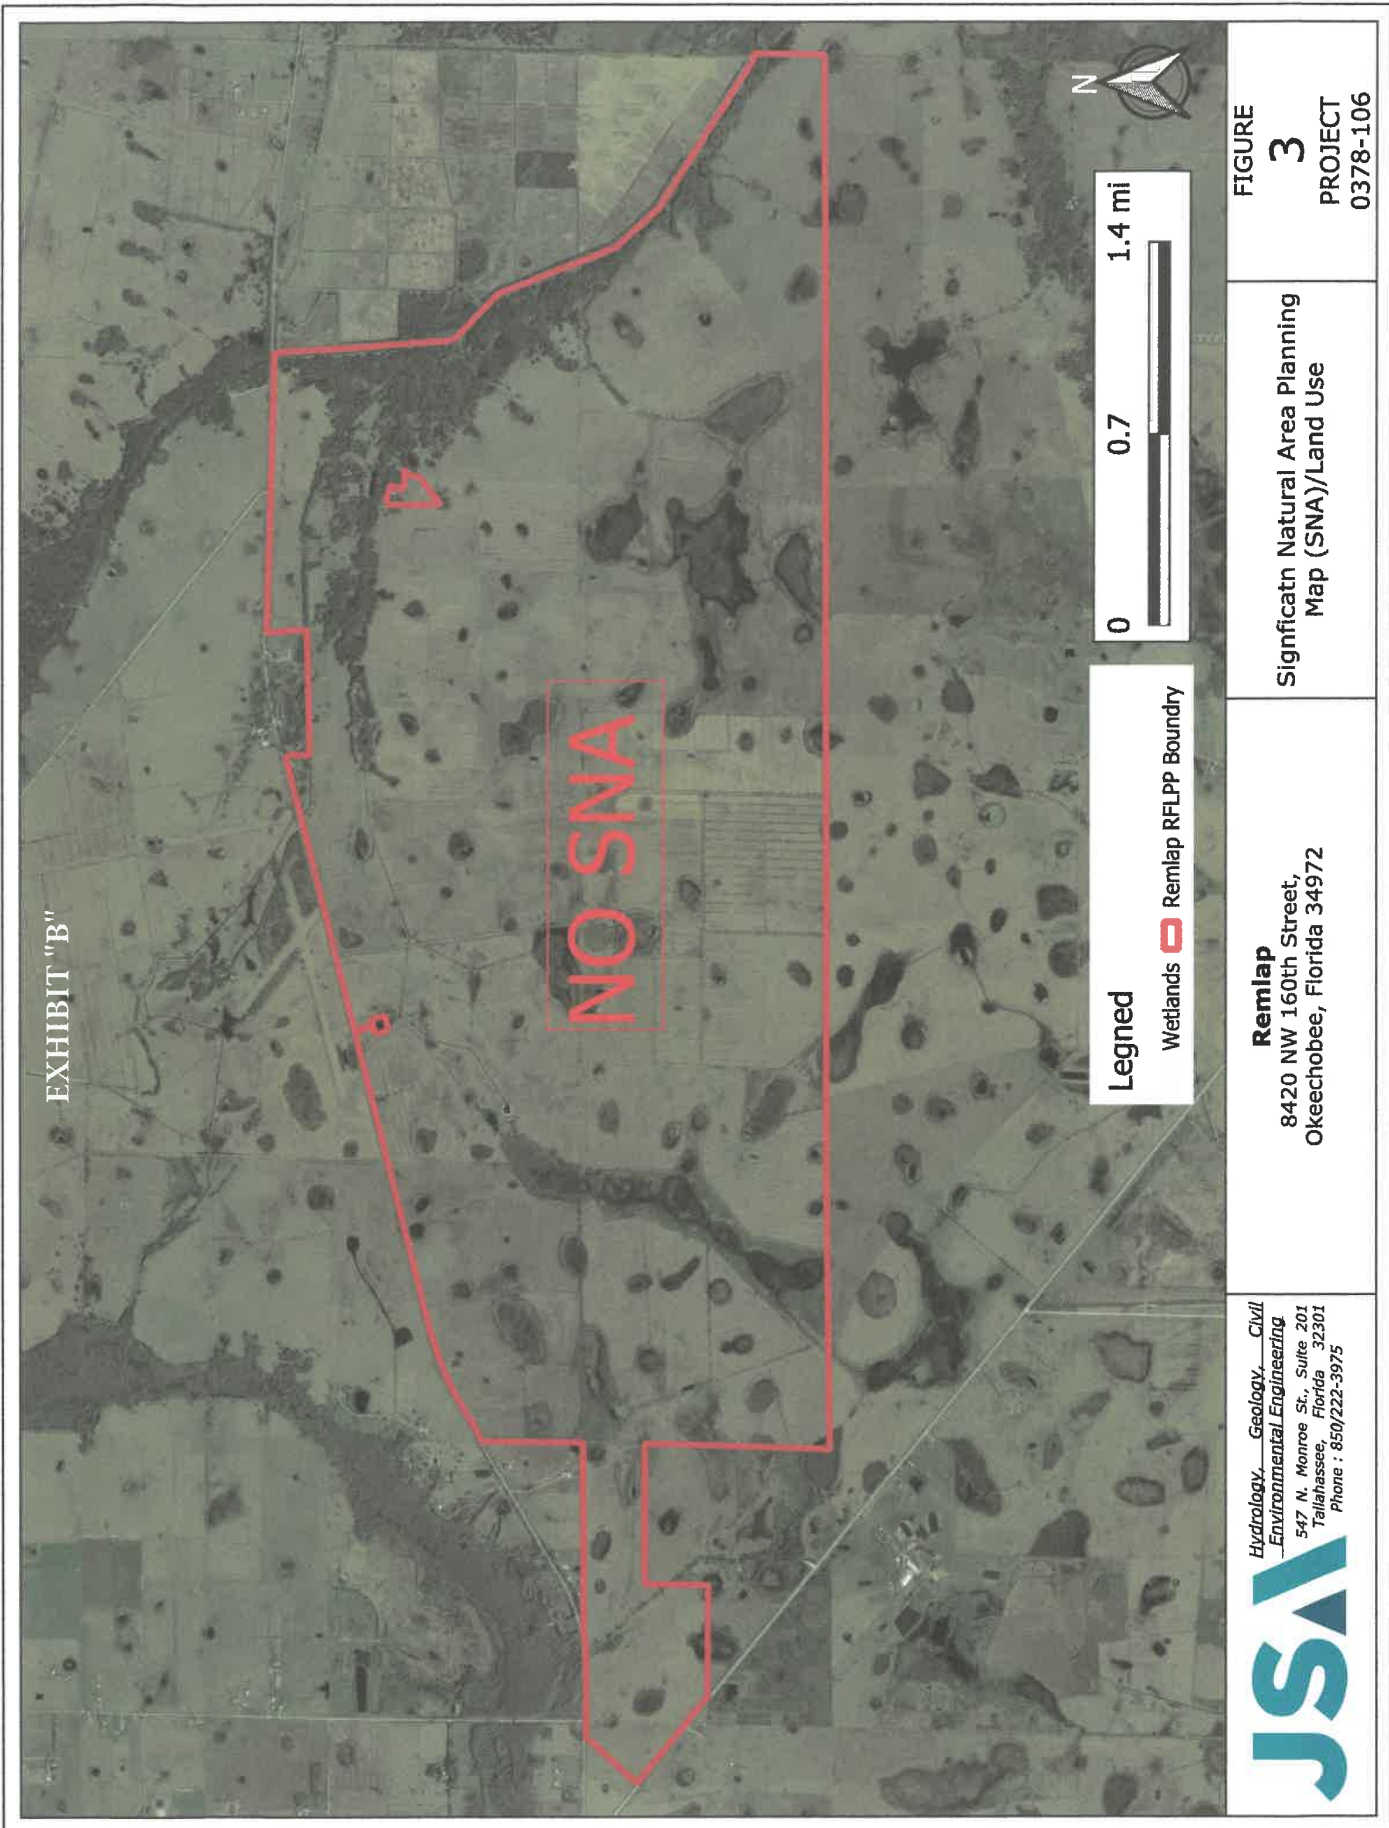 EXHIBIT "B"
NO SNA
N
Legned
Wetlands Remlap RFLPP Boundry
0 0.7 1.4 mi
JSA
Hydrology, Geology, Civil
Environmental Engineering
547 N. Monroe St., Suite 201
Tallahassee, Florida 32301
Phone : 850/222-3975
Remlap
8420 NW 160th Street,
Okeechobee, Florida 34972
Signficatn Natural Area Planning
Map (SNA)/Land Use
FIGURE
3
PROJECT
0378-106